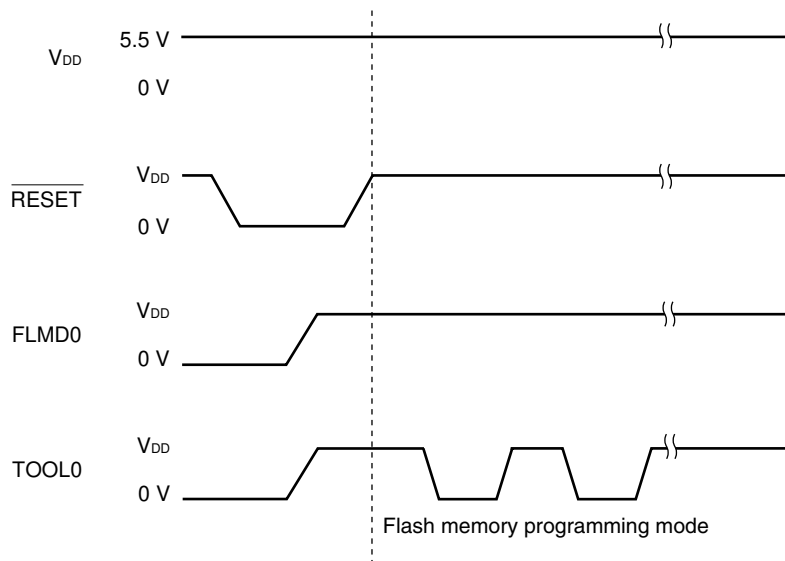 5.5 V
VDD
0 V
VDD
RESET
0 V
VDD
FLMD0
0 V
VDD
TOOL0
0 V
Flash memory programming mode